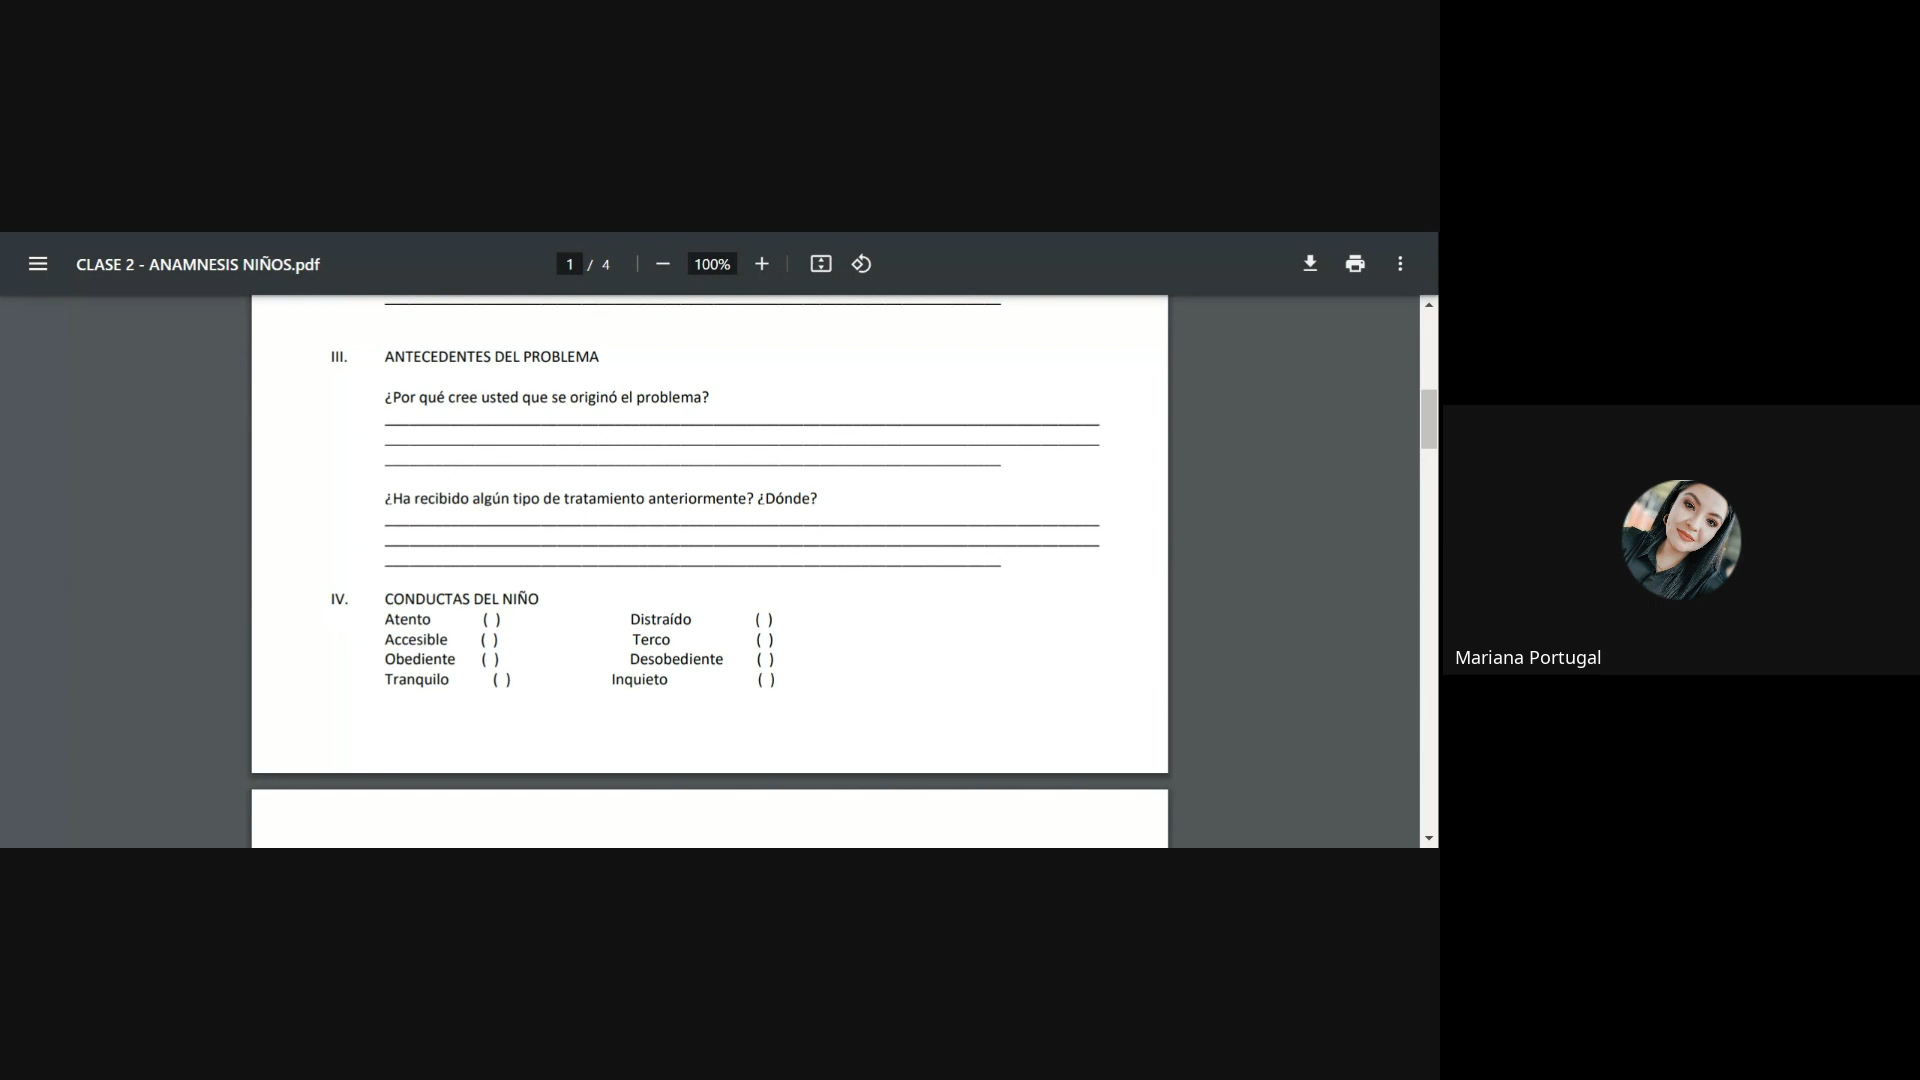 CLASE 2 - ANAMNESIS NIÑOS.pdf
1 / 4
100%
III. ANTECEDENTES DEL PROBLEMA
¿Por qué cree usted que se originó el problema?
¿Ha recibido algún tipo de tratamiento anteriormente? ¿Dónde?
IV. CONDUCTAS DEL NIÑO
Atento ( ) Distraído ( )
Accesible ( ) Terco ( )
Obediente ( ) Desobediente ( )
Tranquilo ( ) Inquieto ( )
Mariana Portugal